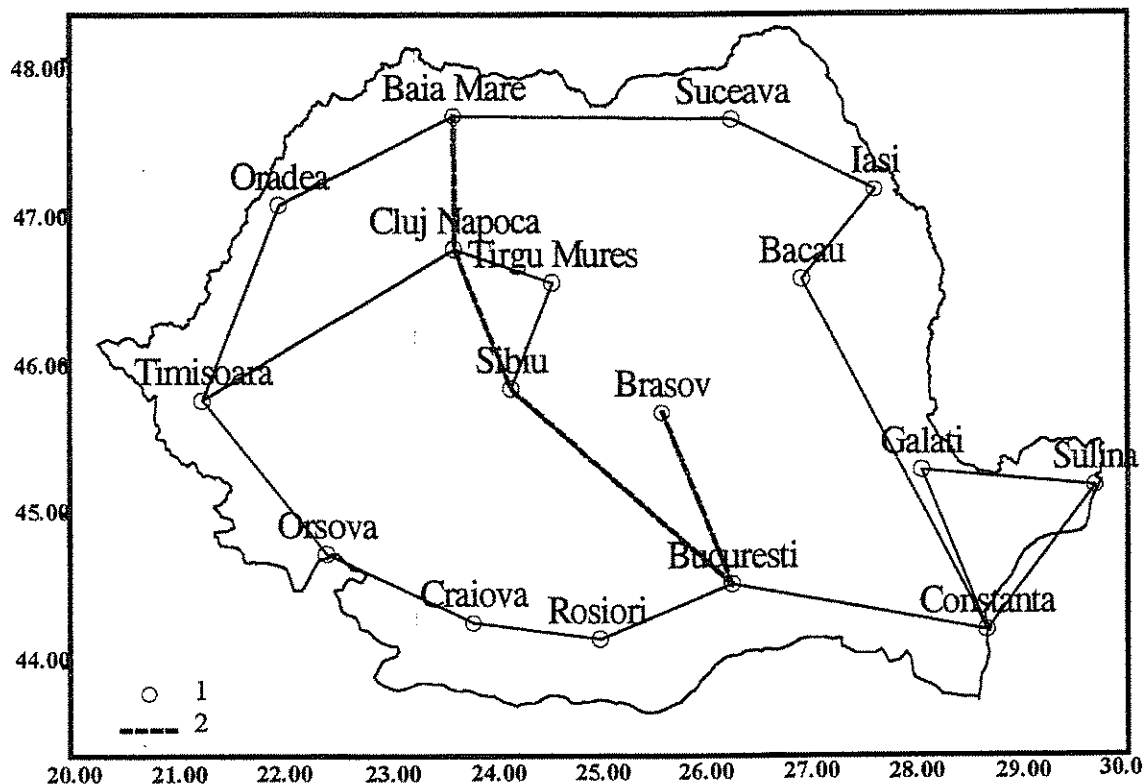 48.00
Baia Mare
Suceava
Iasi
Oradea
47.00
Cluj Napoca
Tirgu Mures
Bacau
46.00
Timisoara
Sibiu
Brasov
Galati
Sulina
45.00
Orsova
Bucuresti
Craiova
Rosiori
Constanta
44.00
1
2
20.00 21.00 22.00 23.00 24.00 25.00 26.00 27.00 28.00 29.00 30.0